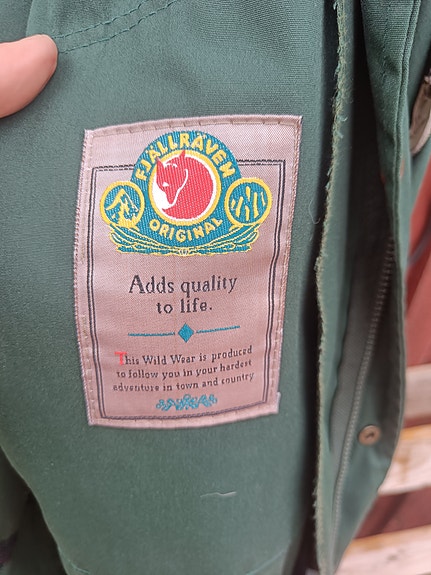 FJÄLLRÄVEN
ORIGINAL
Adds quality
to life.
This Wild Wear is produced
to follow you in your hardest
adventure in town and country